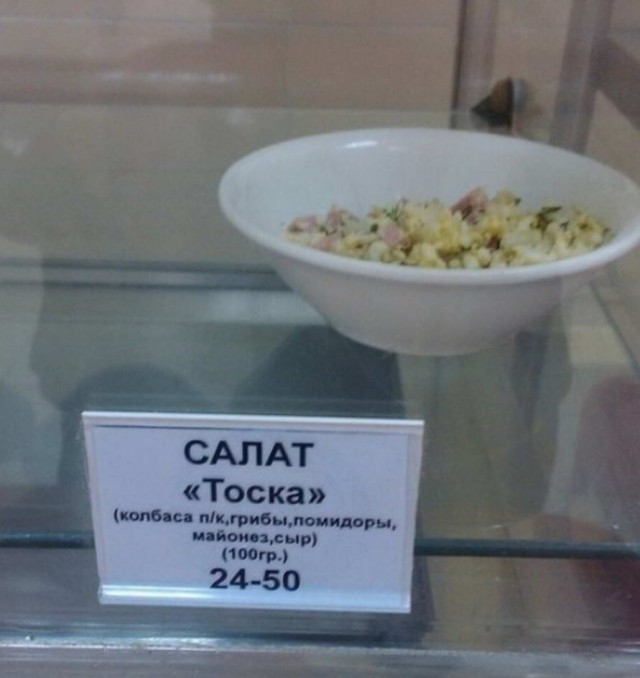 САЛАТ
«Тоска»
(колбаса п/к,грибы,помидоры,
майонез,сыр)
(100гр.)
24-50